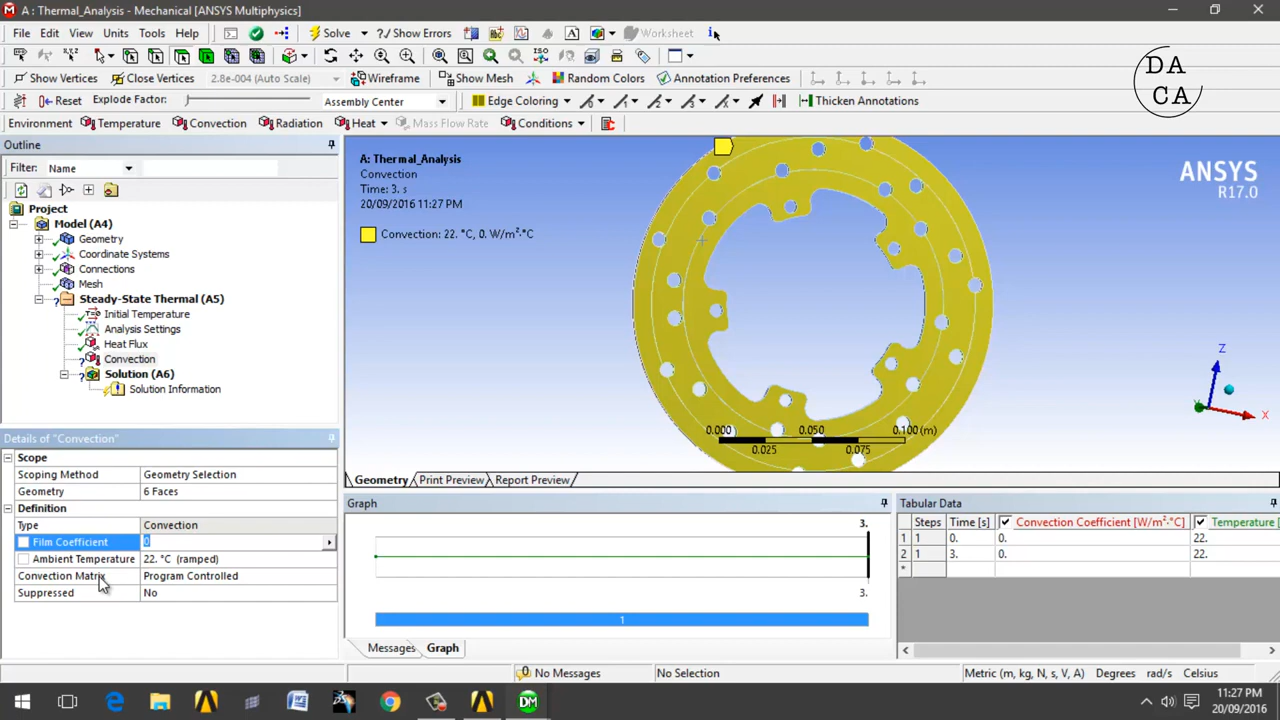 A : Thermal_Analysis - Mechanical [ANSYS Multiphysics]
File Edit View Units Tools Help Solve Show Errors Worksheet
Show Vertices Close Vertices 2.8e-004 (Auto Scale) Wireframe Show Mesh Random Colors Annotation Preferences
Reset Explode Factor: Assembly Center Edge Coloring Thicken Annotations
Environment Temperature Convection Radiation Heat Mass Flow Rate Conditions
DA
CA
Outline
Filter: Name
Project
Model (A4)
Geometry
Coordinate Systems
Connections
Mesh
Steady-State Thermal (A5)
Initial Temperature
Analysis Settings
Heat Flux
Convection
Solution (A6)
Solution Information
A: Thermal_Analysis
Convection
Time: 3. s
20/09/2016 11:27 PM
Convection: 22. °C, 0. W/m²·°C
ANSYS
R17.0
Z
Y
X
0.000 0.050 0.100 (m)
0.025 0.075
Geometry Print Preview Report Preview
Details of "Convection"
Scope
Scoping Method Geometry Selection
Geometry 6 Faces
Definition
Type Convection
Film Coefficient 0
Ambient Temperature 22. °C (ramped)
Convection Matrix Program Controlled
Suppressed No
Graph
3.
3.
1
Messages Graph
Tabular Data
Steps Time [s] Convection Coefficient [W/m²·°C] Temperature [
1 1 0. 0. 22.
2 1 3. 0. 22.
*
No Messages No Selection Metric (m, kg, N, s, V, A) Degrees rad/s Celsius
DM
11:27 PM
20/09/2016